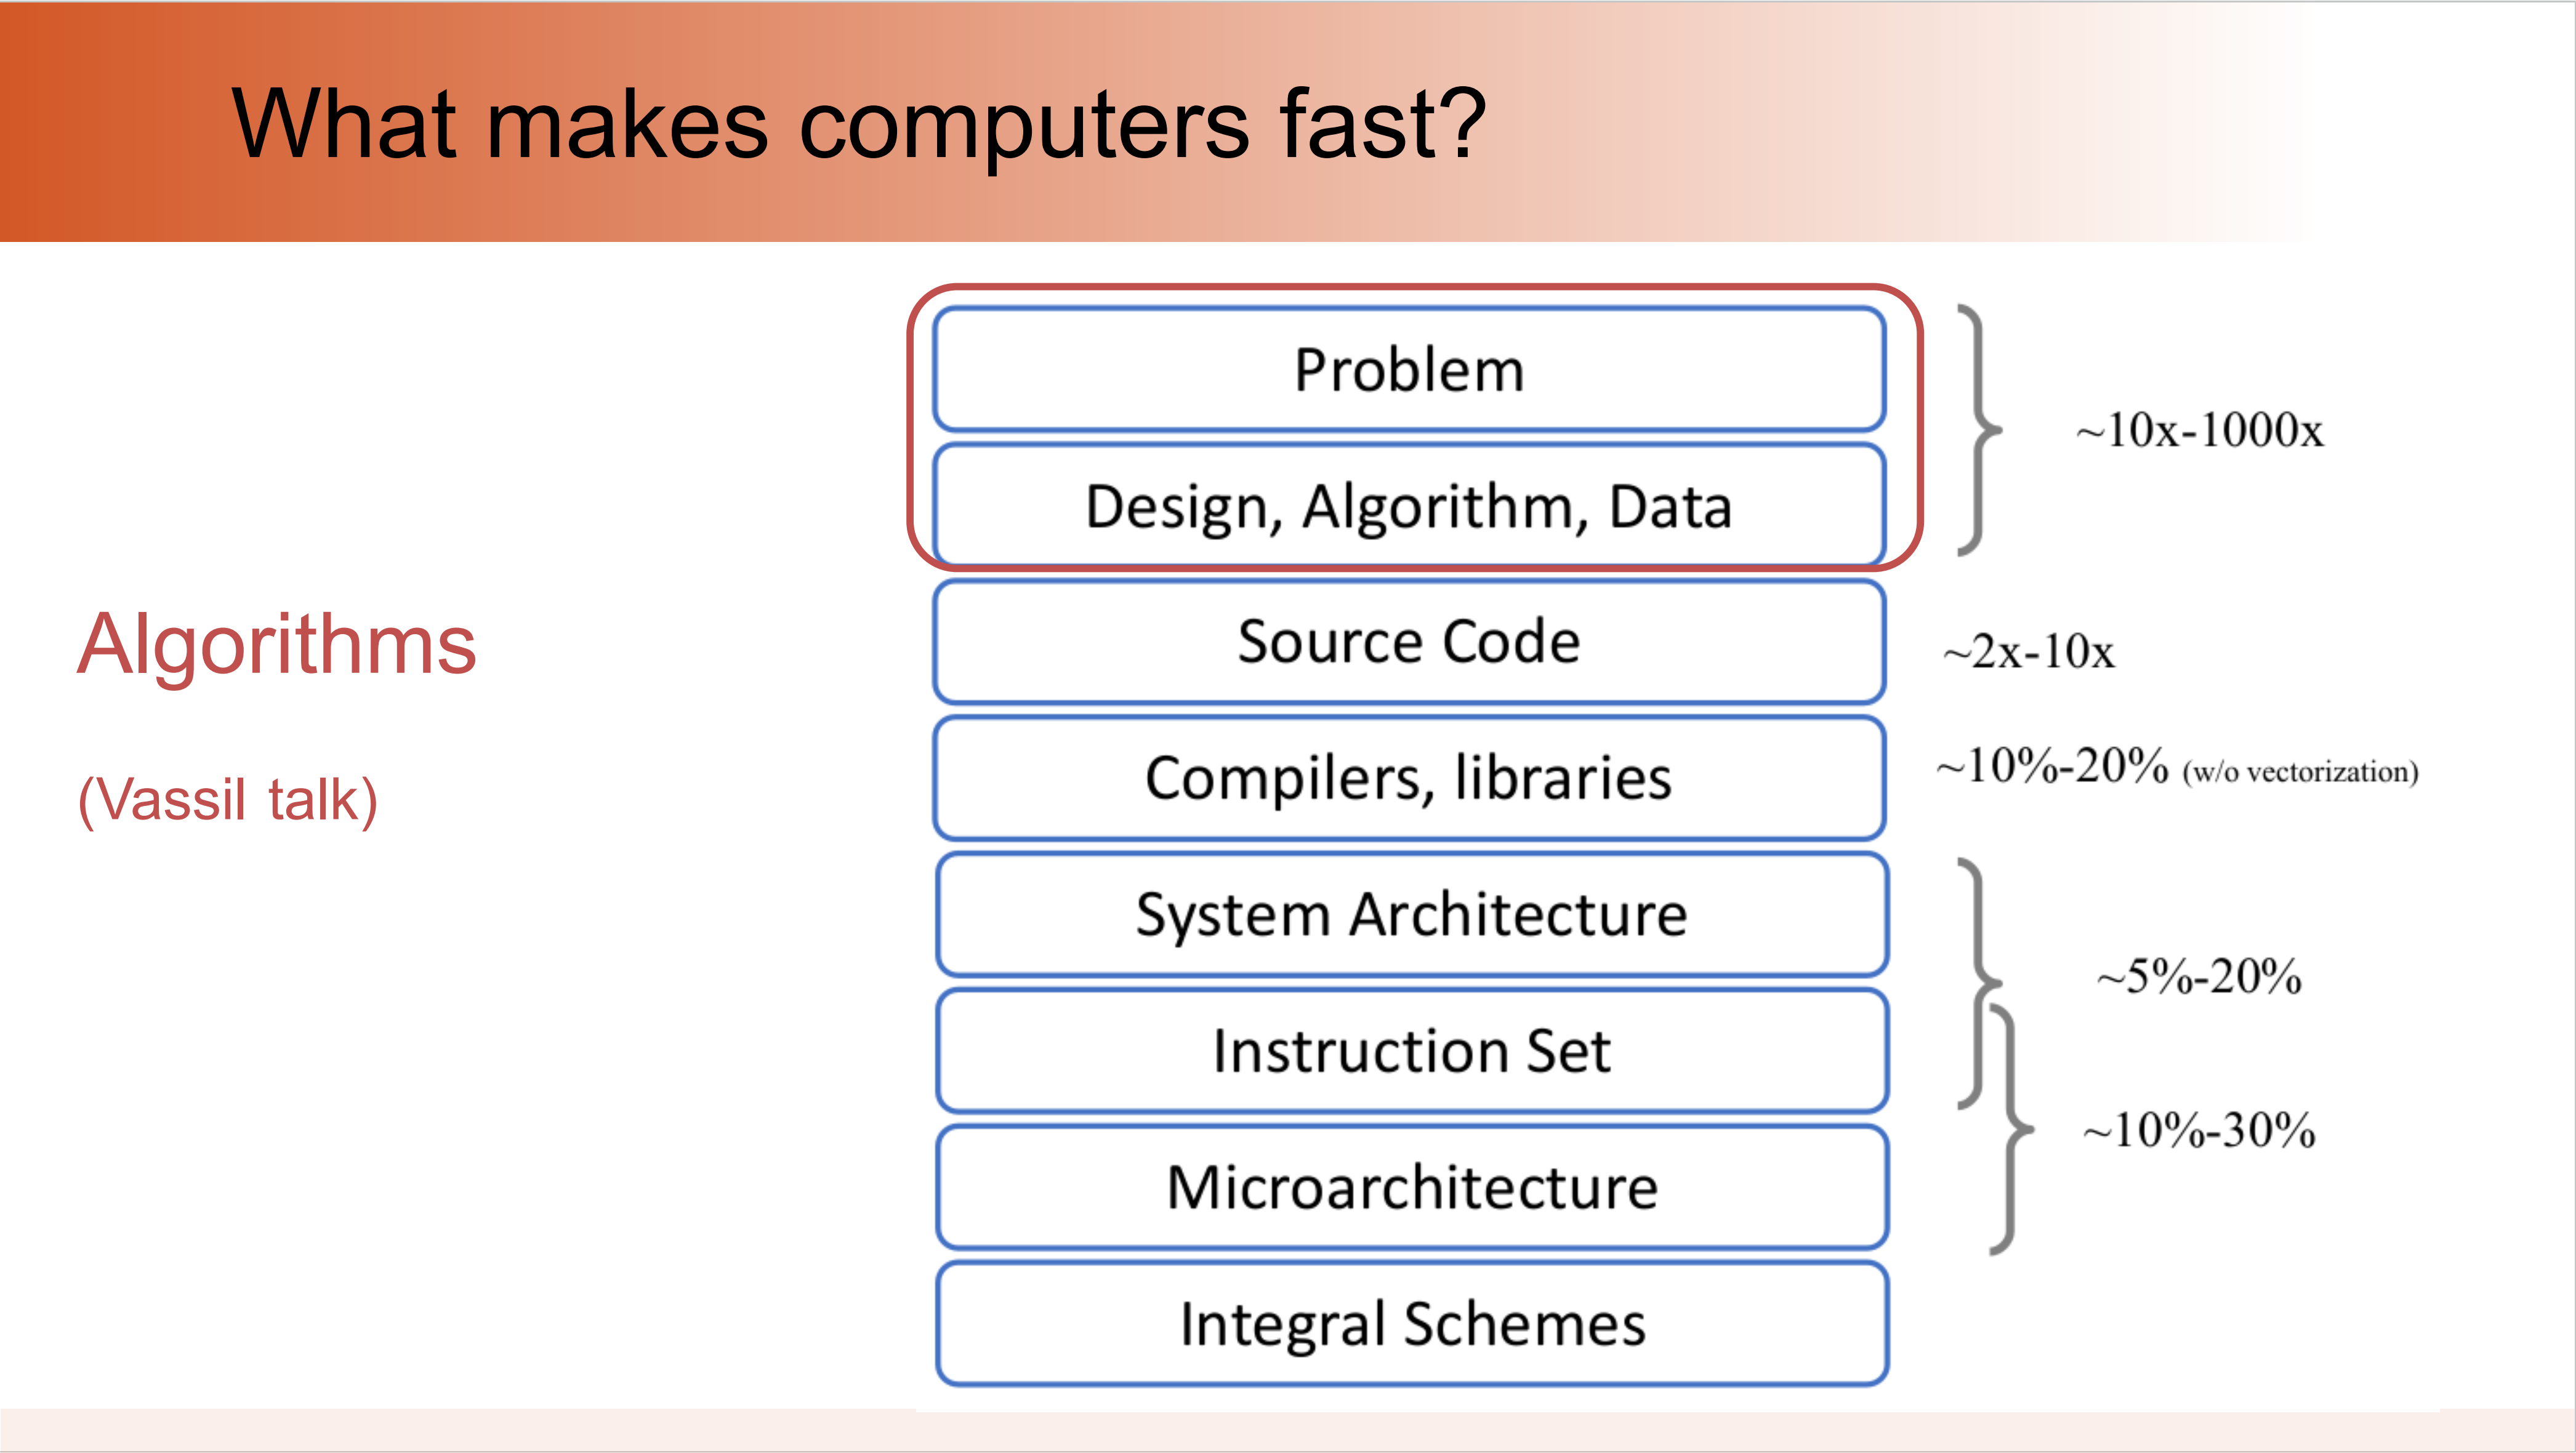 What makes computers fast?
Problem
~10x-1000x
Design, Algorithm, Data
Algorithms
Source Code
~2x-10x
(Vassil talk)
Compilers, libraries
~10%-20% (w/o vectorization)
System Architecture
~5%-20%
Instruction Set
~10%-30%
Microarchitecture
Integral Schemes